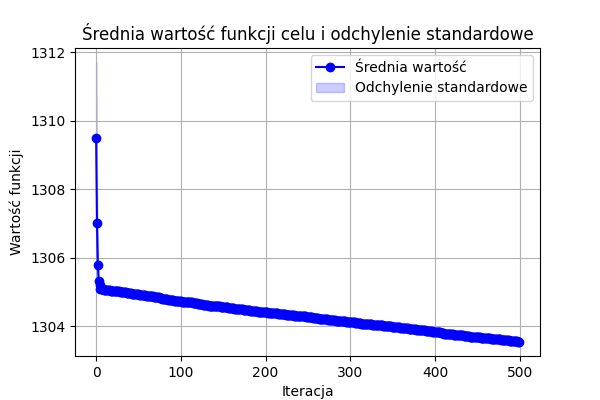 Średnia wartość funkcji celu i odchylenie standardowe
1312
1310
1308
1306
1304
Wartość funkcji
Średnia wartość
Odchylenie standardowe
0
100
200
300
400
500
Iteracja